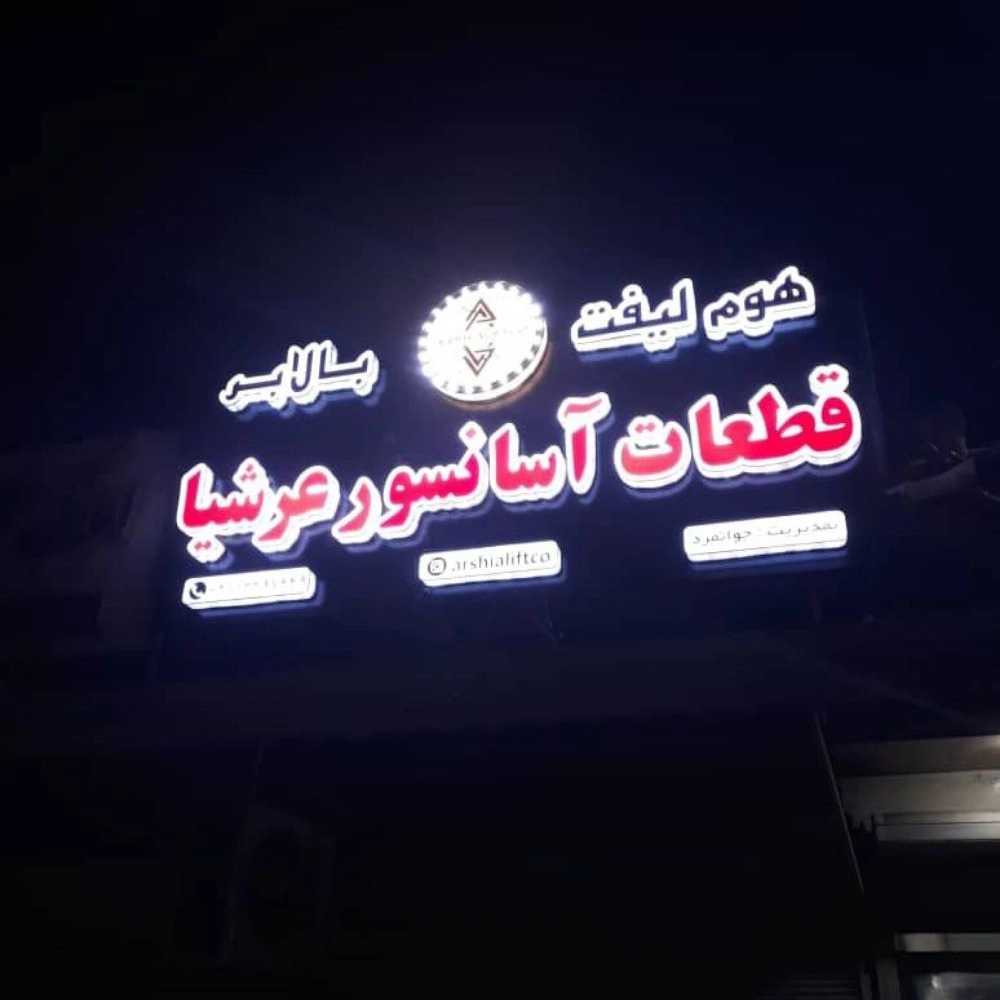 هوم لیفت بالابر
قطعات آسانسور عرشیا
بمدیریت : جوانمرد
arshialiftco